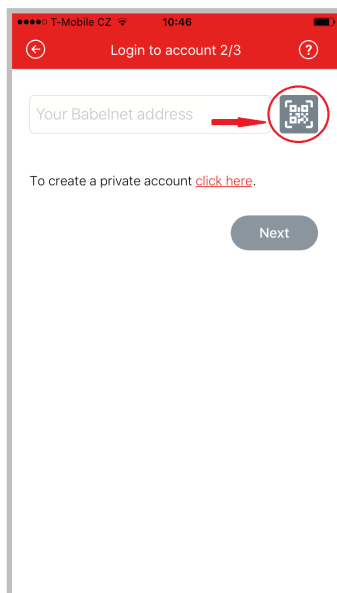 T-Mobile CZ 10:46
Login to account 2/3 ?
Your Babelnet address
To create a private account click here.
Next